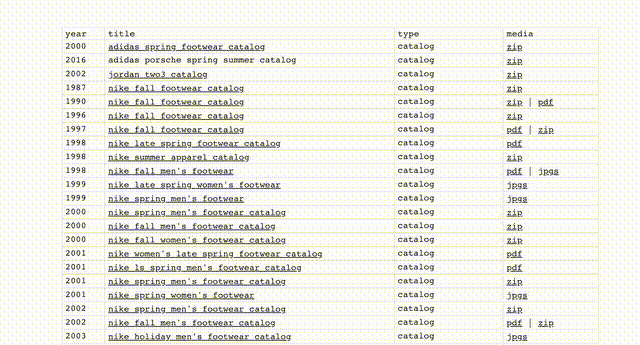 year title type media
2000 adidas spring footwear catalog catalog zip
2016 adidas porsche spring summer catalog catalog zip
2002 jordan two3 catalog catalog zip
1987 nike fall footwear catalog catalog zip
1990 nike fall footwear catalog catalog zip | pdf
1996 nike fall footwear catalog catalog zip
1997 nike fall footwear catalog catalog pdf | zip
1998 nike late spring footwear catalog catalog pdf
1998 nike summer apparel catalog catalog zip
1998 nike fall men's footwear catalog pdf | jpgs
1999 nike late spring women's footwear catalog jpgs
1999 nike spring men's footwear catalog jpgs
2000 nike spring men's footwear catalog catalog zip
2000 nike fall men's footwear catalog catalog zip
2000 nike fall women's footwear catalog catalog zip
2001 nike women's late spring footwear catalog catalog pdf
2001 nike ls spring men's footwear catalog catalog pdf
2001 nike spring men's footwear catalog catalog zip
2001 nike spring women's footwear catalog jpgs
2002 nike spring men's footwear catalog catalog zip
2002 nike fall men's footwear catalog catalog pdf | zip
2003 nike holiday men's footwear catalog catalog jpgs